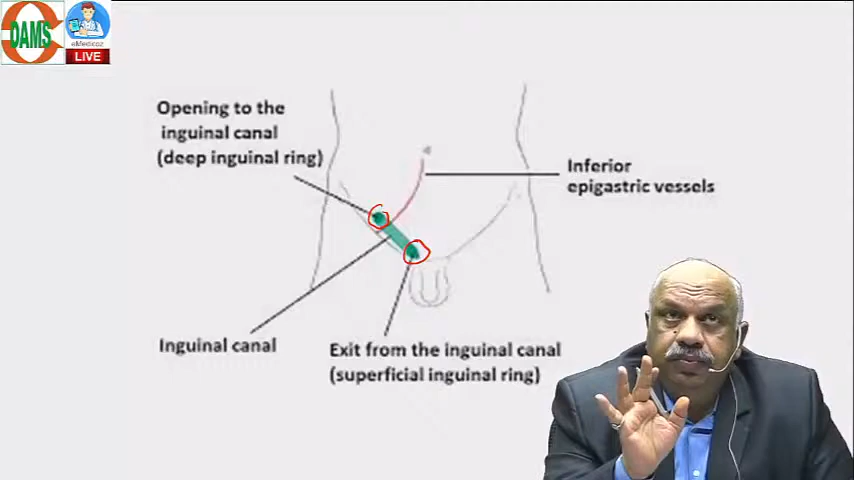 DAMS
eMedicoz
LIVE
Opening to the
inguinal canal
(deep inguinal ring)
Inferior
epigastric vessels
Inguinal canal
Exit from the inguinal canal
(superficial inguinal ring)